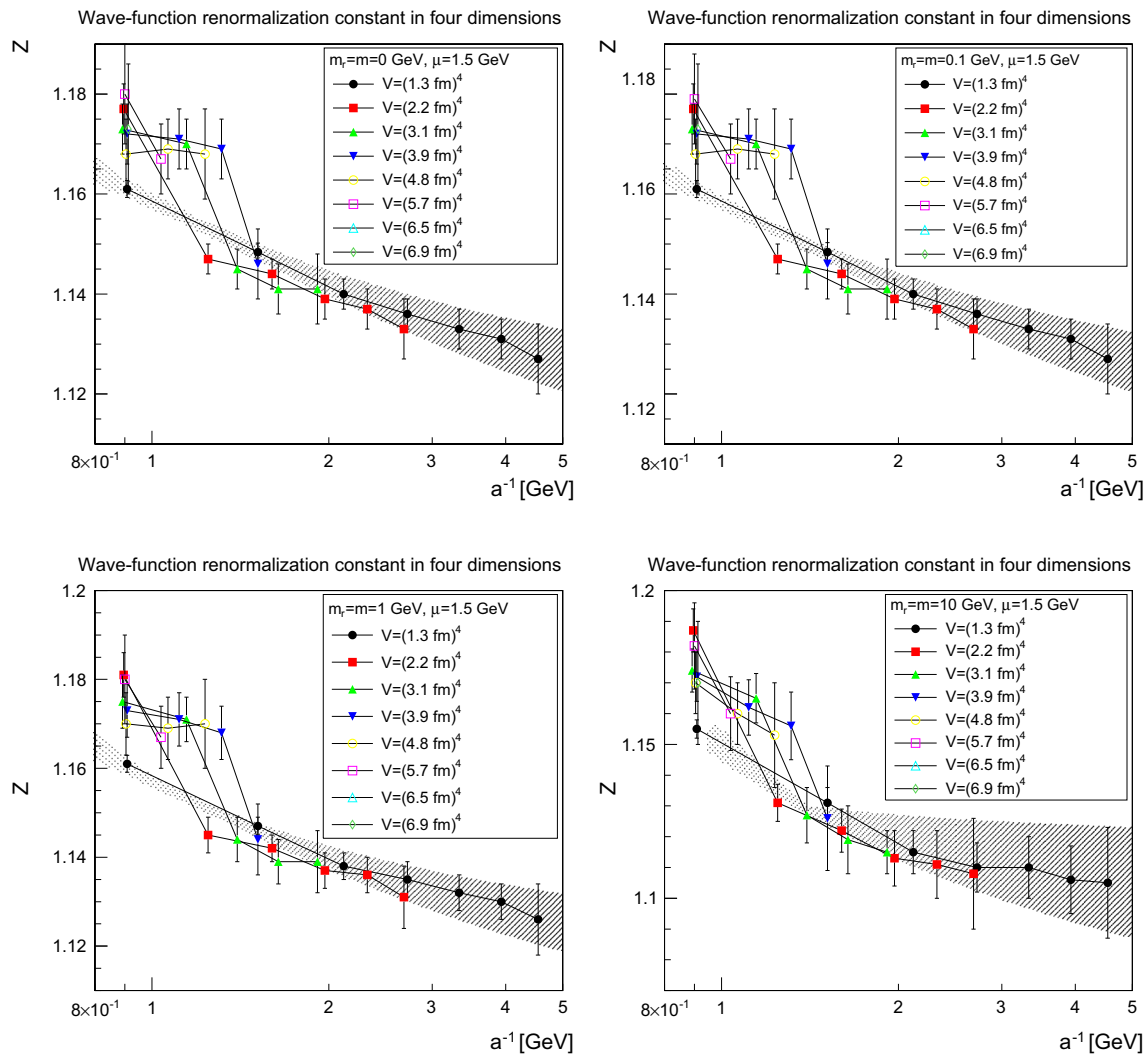 Wave-function renormalization constant in four dimensions
Z
m_r=m=0 GeV, μ=1.5 GeV
V=(1.3 fm)^4
V=(2.2 fm)^4
V=(3.1 fm)^4
V=(3.9 fm)^4
V=(4.8 fm)^4
V=(5.7 fm)^4
V=(6.5 fm)^4
V=(6.9 fm)^4
1.18
1.16
1.14
1.12
8×10^-1 1 2 3 4 5
a^-1 [GeV]
Wave-function renormalization constant in four dimensions
Z
m_r=m=0.1 GeV, μ=1.5 GeV
V=(1.3 fm)^4
V=(2.2 fm)^4
V=(3.1 fm)^4
V=(3.9 fm)^4
V=(4.8 fm)^4
V=(5.7 fm)^4
V=(6.5 fm)^4
V=(6.9 fm)^4
1.18
1.16
1.14
1.12
8×10^-1 1 2 3 4 5
a^-1 [GeV]
Wave-function renormalization constant in four dimensions
Z
m_r=m=1 GeV, μ=1.5 GeV
V=(1.3 fm)^4
V=(2.2 fm)^4
V=(3.1 fm)^4
V=(3.9 fm)^4
V=(4.8 fm)^4
V=(5.7 fm)^4
V=(6.5 fm)^4
V=(6.9 fm)^4
1.2
1.18
1.16
1.14
1.12
8×10^-1 1 2 3 4 5
a^-1 [GeV]
Wave-function renormalization constant in four dimensions
Z
m_r=m=10 GeV, μ=1.5 GeV
V=(1.3 fm)^4
V=(2.2 fm)^4
V=(3.1 fm)^4
V=(3.9 fm)^4
V=(4.8 fm)^4
V=(5.7 fm)^4
V=(6.5 fm)^4
V=(6.9 fm)^4
1.2
1.15
1.1
8×10^-1 1 2 3 4 5
a^-1 [GeV]